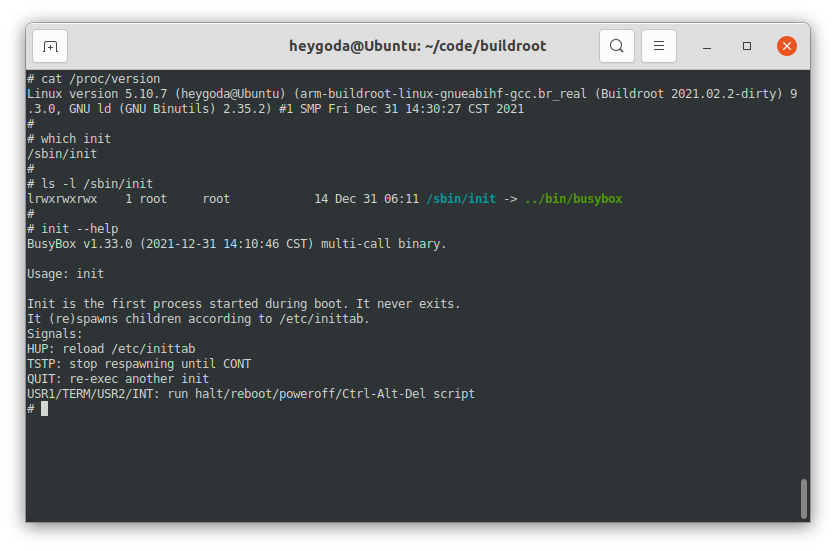 heygoda@Ubuntu: ~/code/buildroot
# cat /proc/version
Linux version 5.10.7 (heygoda@Ubuntu) (arm-buildroot-linux-gnueabihf-gcc.br_real (Buildroot 2021.02.2-dirty) 9
.3.0, GNU ld (GNU Binutils) 2.35.2) #1 SMP Fri Dec 31 14:30:27 CST 2021
#
# which init
/sbin/init
#
# ls -l /sbin/init
lrwxrwxrwx    1 root     root            14 Dec 31 06:11 /sbin/init -> ../bin/busybox
#
# init --help
BusyBox v1.33.0 (2021-12-31 14:10:46 CST) multi-call binary.
Usage: init
Init is the first process started during boot. It never exits.
It (re)spawns children according to /etc/inittab.
Signals:
HUP: reload /etc/inittab
TSTP: stop respawning until CONT
QUIT: re-exec another init
USR1/TERM/USR2/INT: run halt/reboot/poweroff/Ctrl-Alt-Del script
#